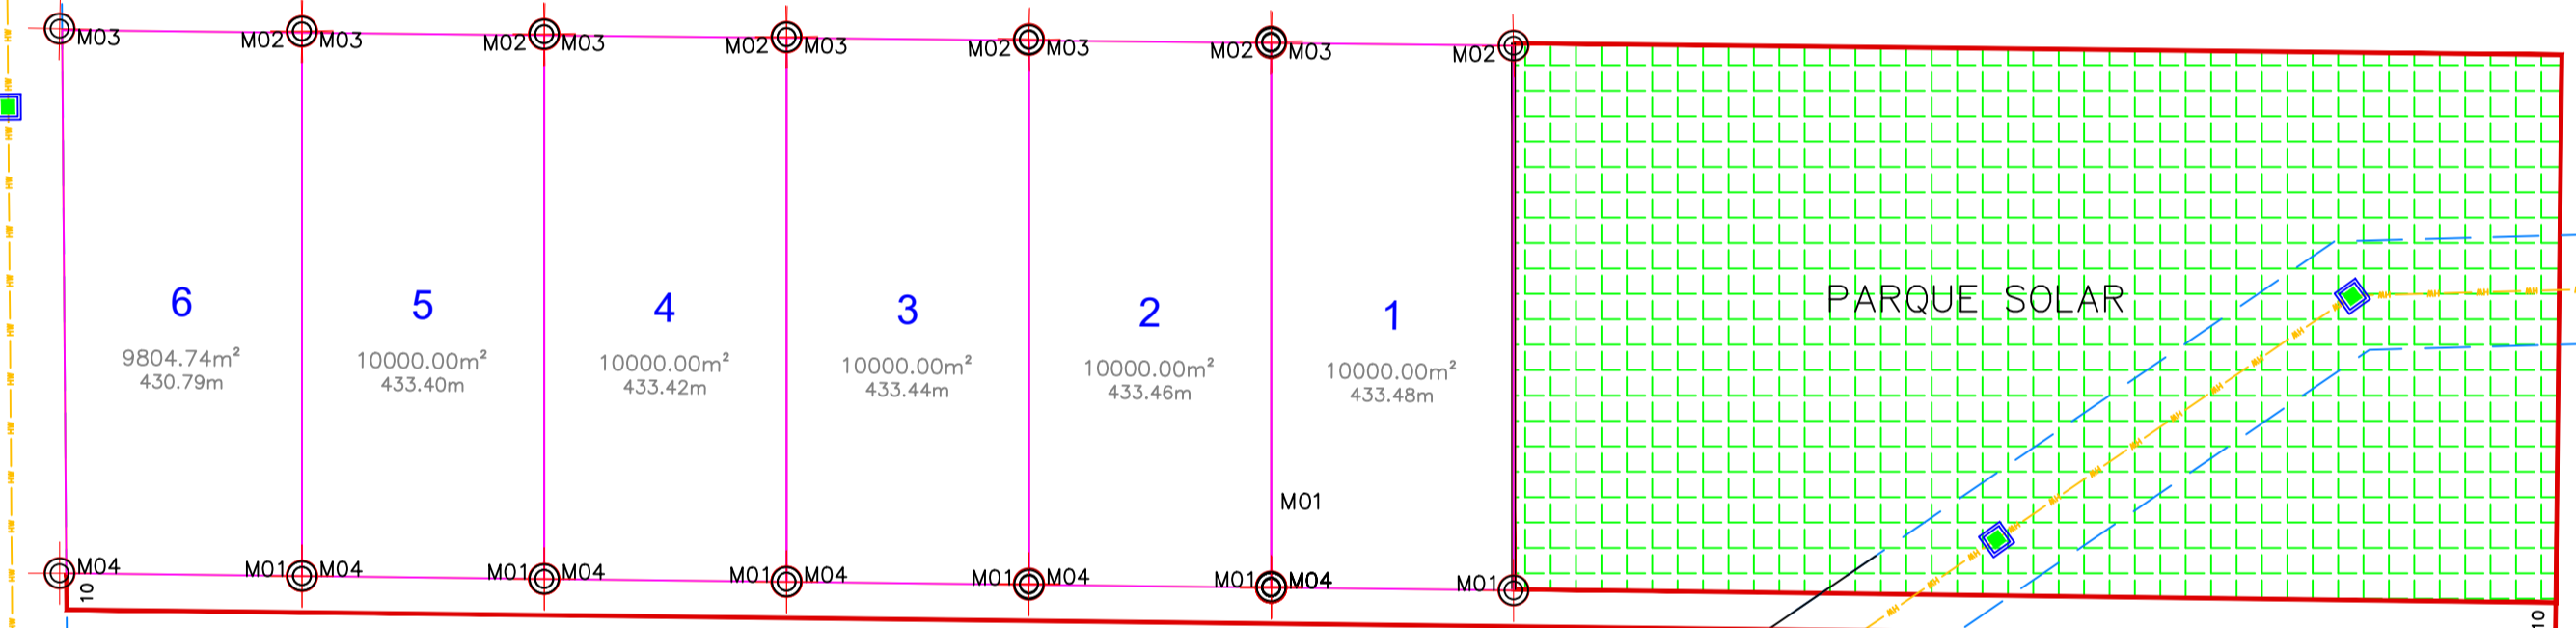 M03
M02 M03
M02 M03
M02 M03
M02 M03
M02 M03
M02
6
9804.74m²
430.79m
5
10000.00m²
433.40m
4
10000.00m²
433.42m
3
10000.00m²
433.44m
2
10000.00m²
433.46m
1
10000.00m²
433.48m
PARQUE SOLAR
M01
M04
M01 M04
M01 M04
M01 M04
M01 M04
M01 M04
M01
10
10